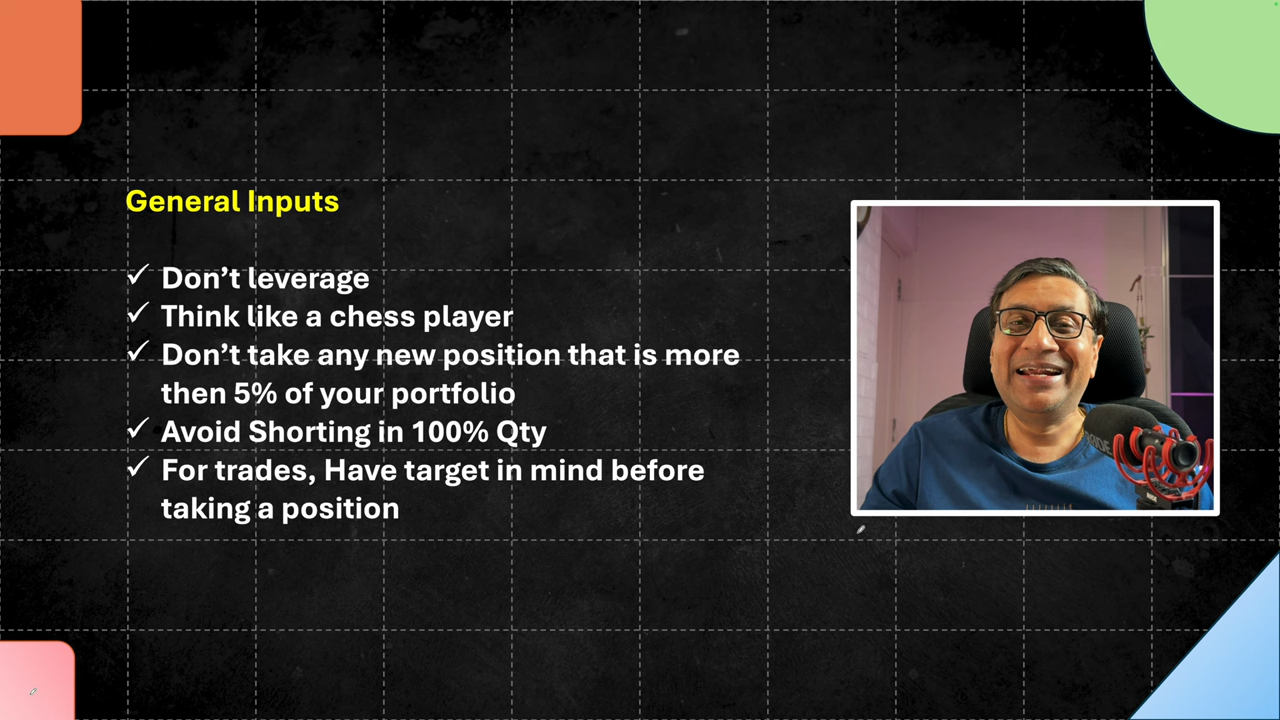 General Inputs
✓ Don’t leverage
✓ Think like a chess player
✓ Don’t take any new position that is more
then 5% of your portfolio
✓ Avoid Shorting in 100% Qty
✓ For trades, Have target in mind before
taking a position